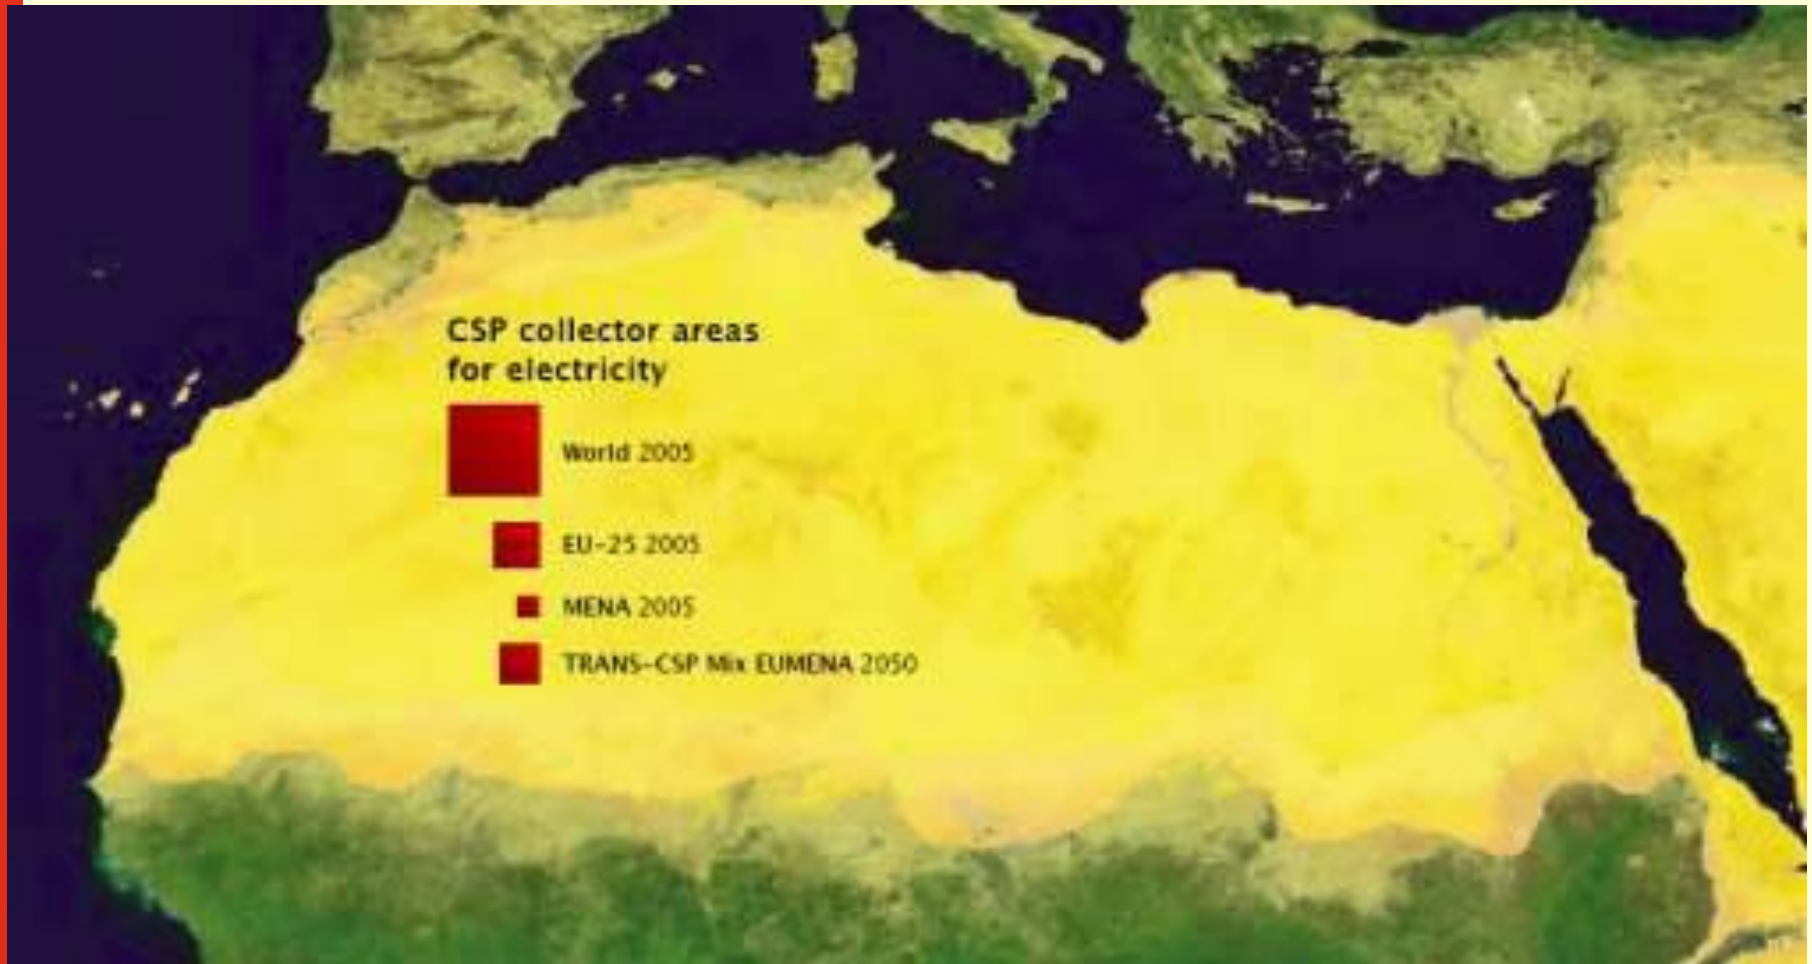 CSP collector areas
for electricity
World 2005
EU-25 2005
MENA 2005
TRANS-CSP Mix EUMENA 2050